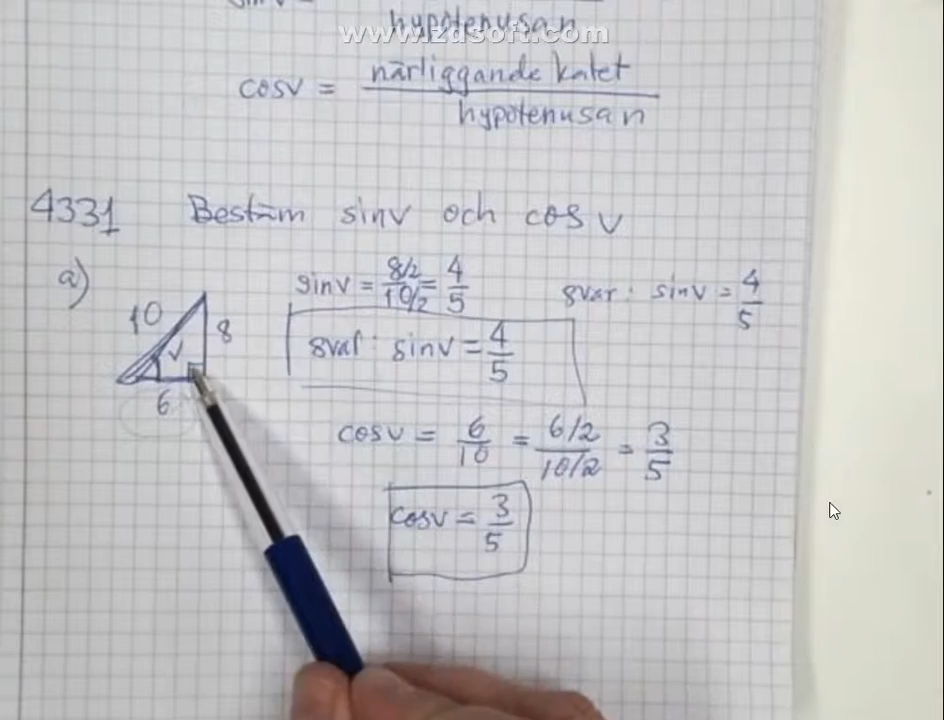 sin v =
hypotenusan
www.zdsoft.com
cosv = närliggande katet / hypotenusan
4331 Bestäm sinv och cos v
a)
10
8
v
6
sinv = 8/2 / 10/2 = 4/5
svar: sinv = 4/5
svar: sinv = 4/5
cosv = 6/10 = 6/2 / 10/2 = 3/5
cosv = 3/5